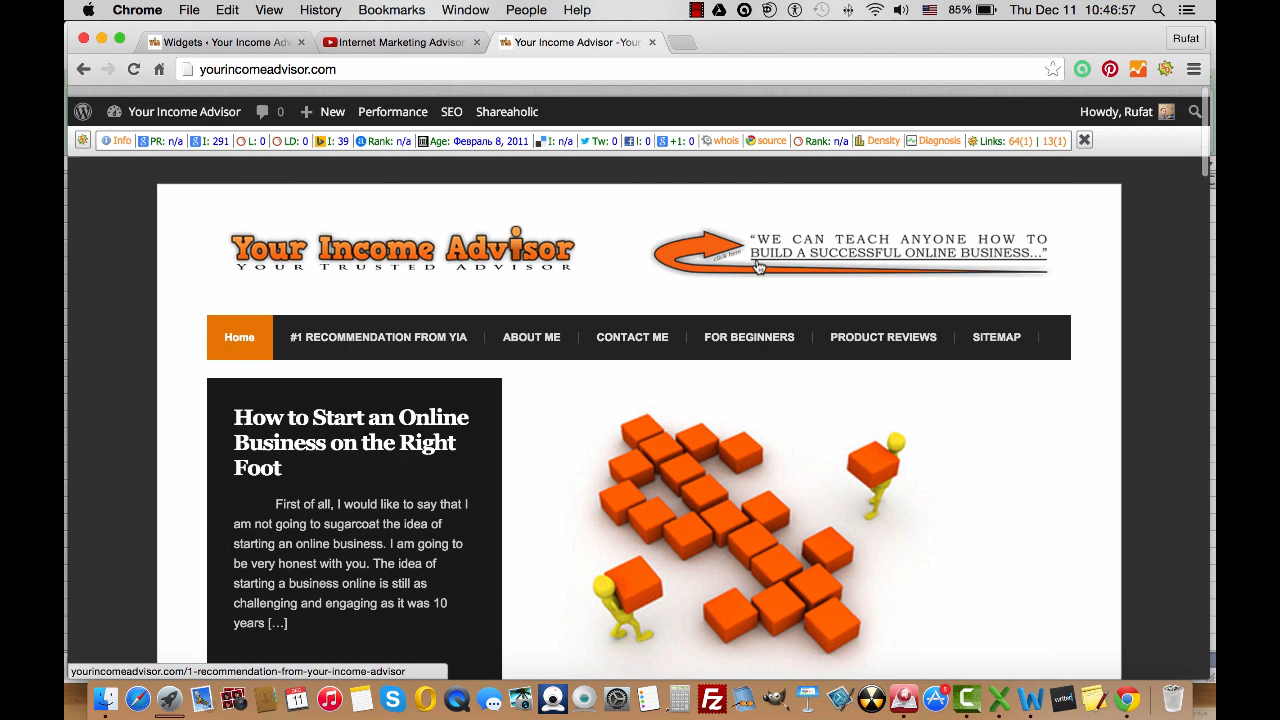 Chrome File Edit View History Bookmarks Window People Help 85% Thu Dec 11 10:46:57
Widgets ‹ Your Income Ad Internet Marketing Advisor Your Income Advisor -Your Rufat
yourincomeadvisor.com
Your Income Advisor 0 New Performance SEO Shareaholic Howdy, Rufat
Info PR: n/a I: 291 L: 0 LD: 0 I: 39 Rank: n/a Age: Февраль 8, 2011 I: n/a Tw: 0 I: 0 +1: 0 whois source Rank: n/a Density Diagnosis Links: 64(1) | 13(1)
Your Income Advisor
YOUR TRUSTED ADVISOR
click here
“WE CAN TEACH ANYONE HOW TO
BUILD A SUCCESSFUL ONLINE BUSINESS...”
Home #1 RECOMMENDATION FROM YIA ABOUT ME CONTACT ME FOR BEGINNERS PRODUCT REVIEWS SITEMAP
How to Start an Online
Business on the Right
Foot
First of all, I would like to say that I
am not going to sugarcoat the idea of
starting an online business. I am going to
be very honest with you. The idea of
starting a business online is still as
challenging and engaging as it was 10
years […]
yourincomeadvisor.com/1-recommendation-from-your-income-advisor